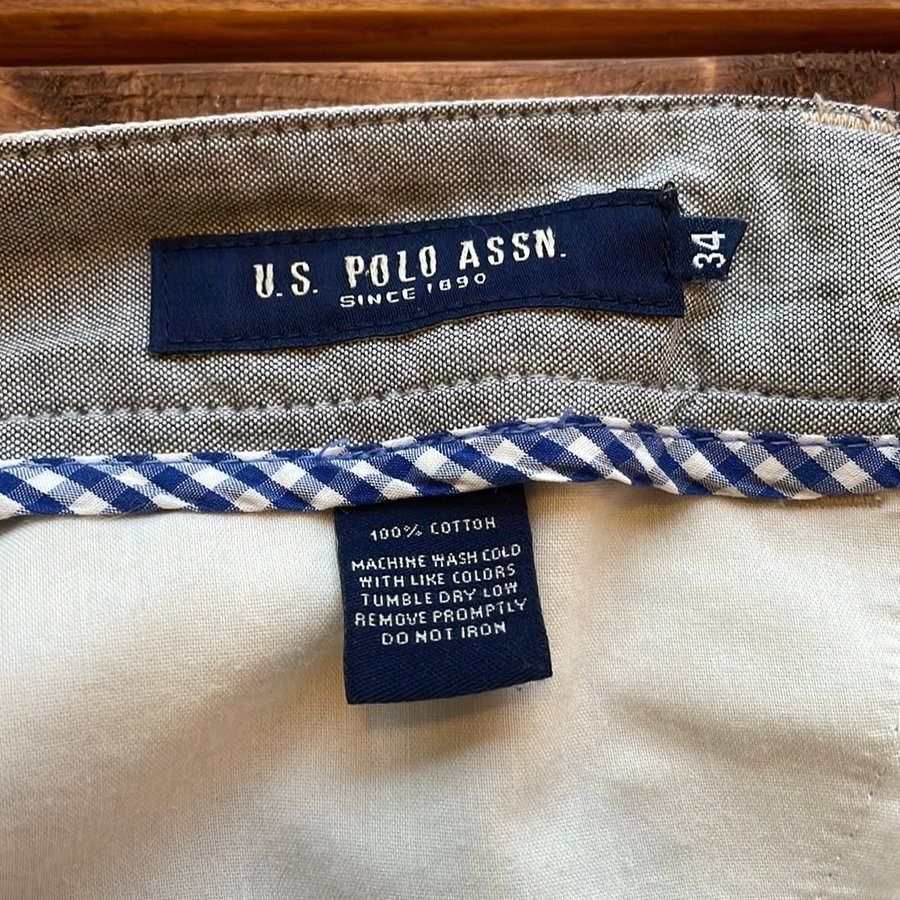 U.S. POLO ASSN.
SINCE 1890
34
100% COTTON
MACHINE WASH COLD
WITH LIKE COLORS
TUMBLE DRY LOW
REMOVE PROMPTLY
DO NOT IRON